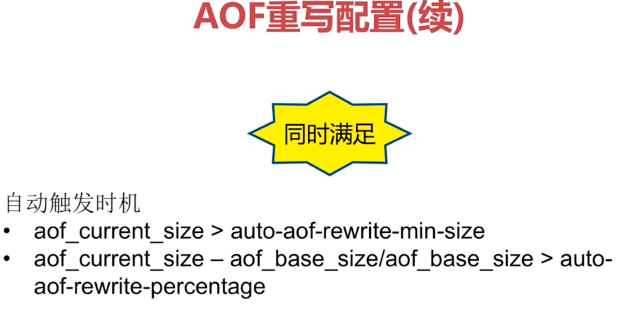 AOF重写配置(续)
同时满足
自动触发时机
• aof_current_size > auto-aof-rewrite-min-size
• aof_current_size – aof_base_size/aof_base_size > auto-
aof-rewrite-percentage